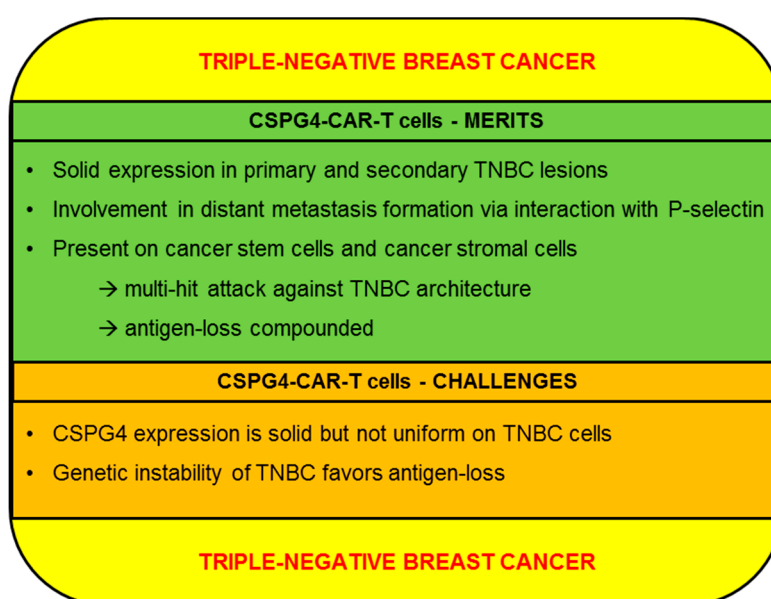 TRIPLE-NEGATIVE BREAST CANCER
CSPG4-CAR-T cells - MERITS
• Solid expression in primary and secondary TNBC lesions
• Involvement in distant metastasis formation via interaction with P-selectin
• Present on cancer stem cells and cancer stromal cells
→ multi-hit attack against TNBC architecture
→ antigen-loss compounded
CSPG4-CAR-T cells - CHALLENGES
• CSPG4 expression is solid but not uniform on TNBC cells
• Genetic instability of TNBC favors antigen-loss
TRIPLE-NEGATIVE BREAST CANCER